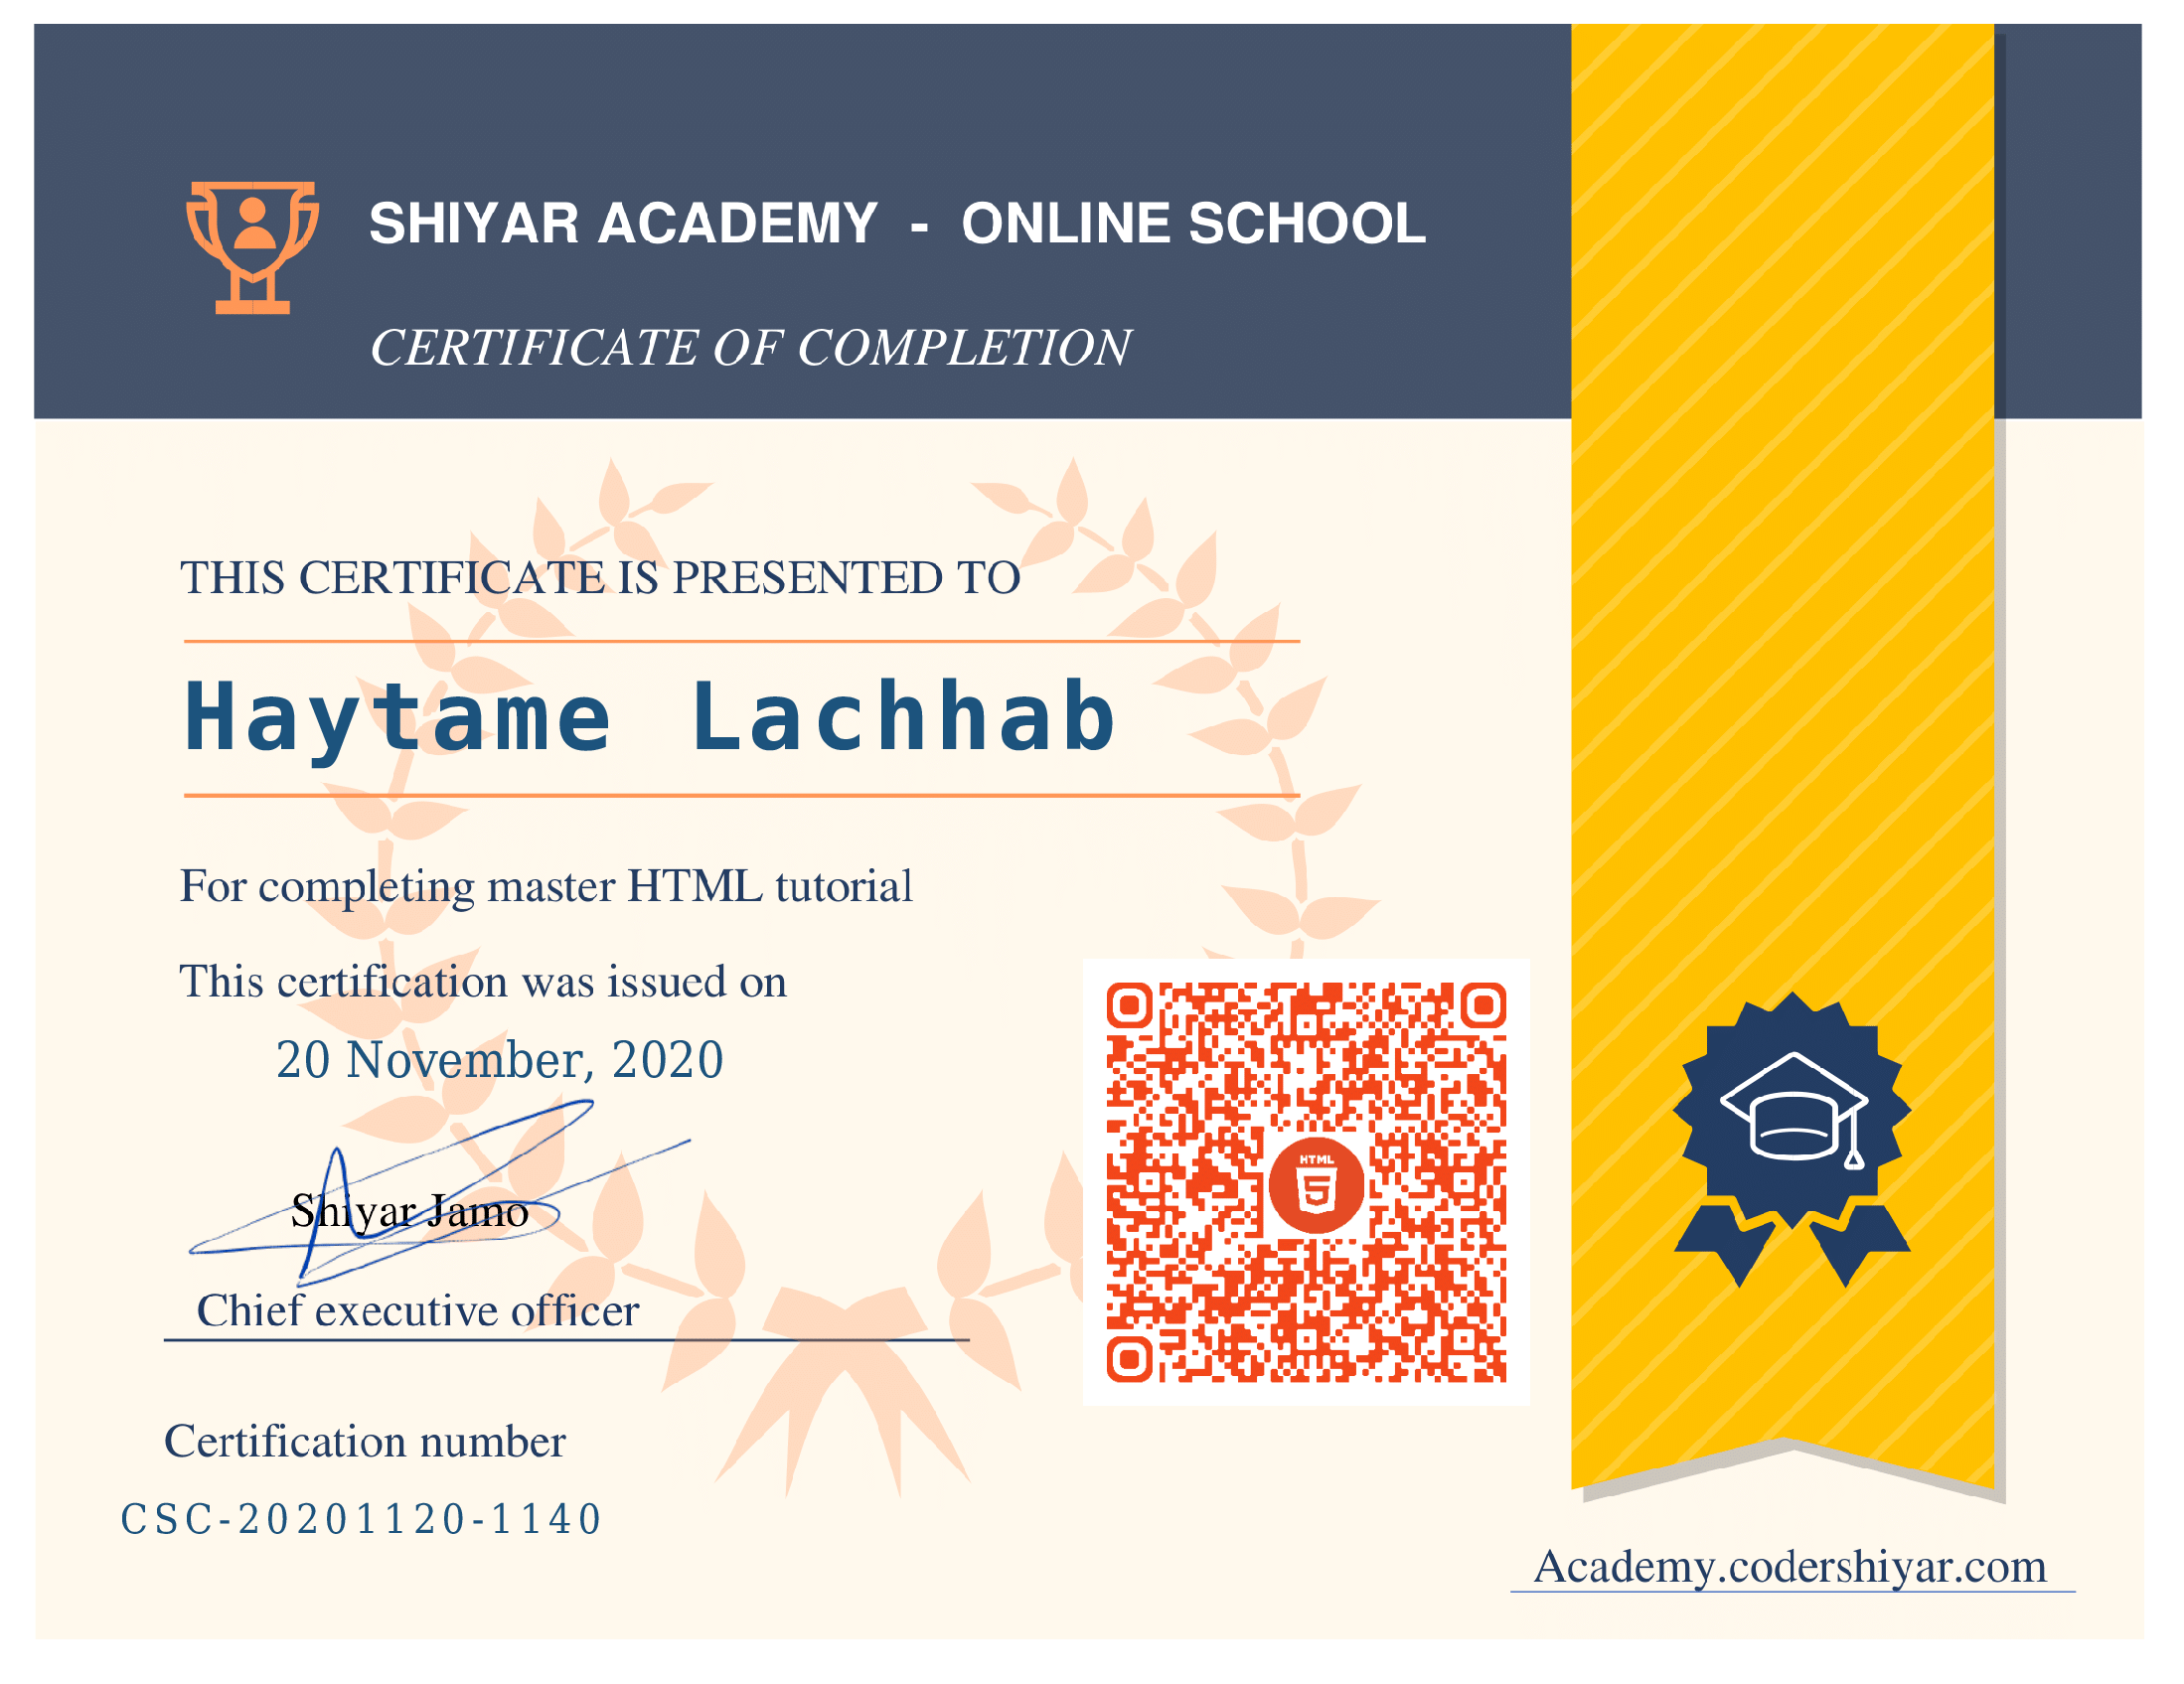 SHIYAR ACADEMY - ONLINE SCHOOL
CERTIFICATE OF COMPLETION
THIS CERTIFICATE IS PRESENTED TO
Haytame Lachhab
For completing master HTML tutorial
This certification was issued on
20 November, 2020
HTML
5
Shiyar Jamo
Chief executive officer
Certification number
CSC-20201120-1140
Academy.codershiyar.com